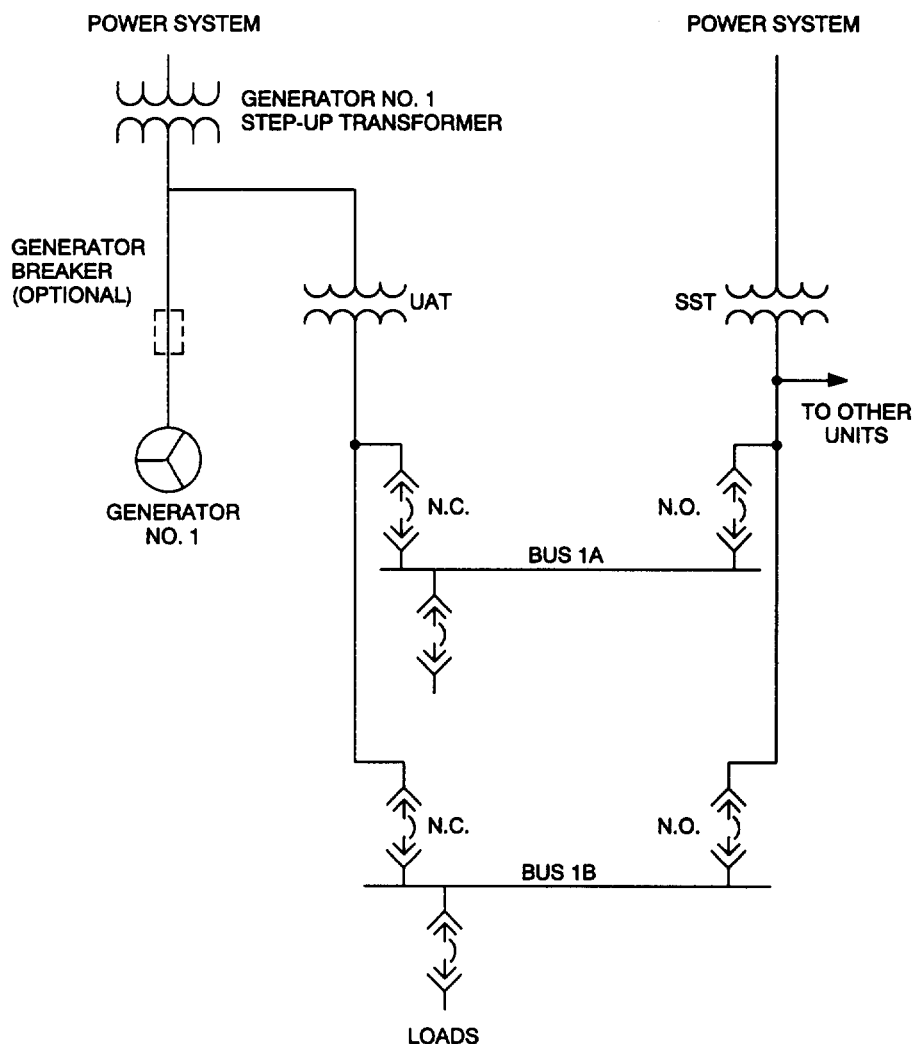 POWER SYSTEM
POWER SYSTEM
GENERATOR NO. 1
STEP-UP TRANSFORMER
GENERATOR
BREAKER
(OPTIONAL)
UAT
SST
TO OTHER
UNITS
GENERATOR
NO. 1
N.C.
N.O.
BUS 1A
N.C.
N.O.
BUS 1B
LOADS